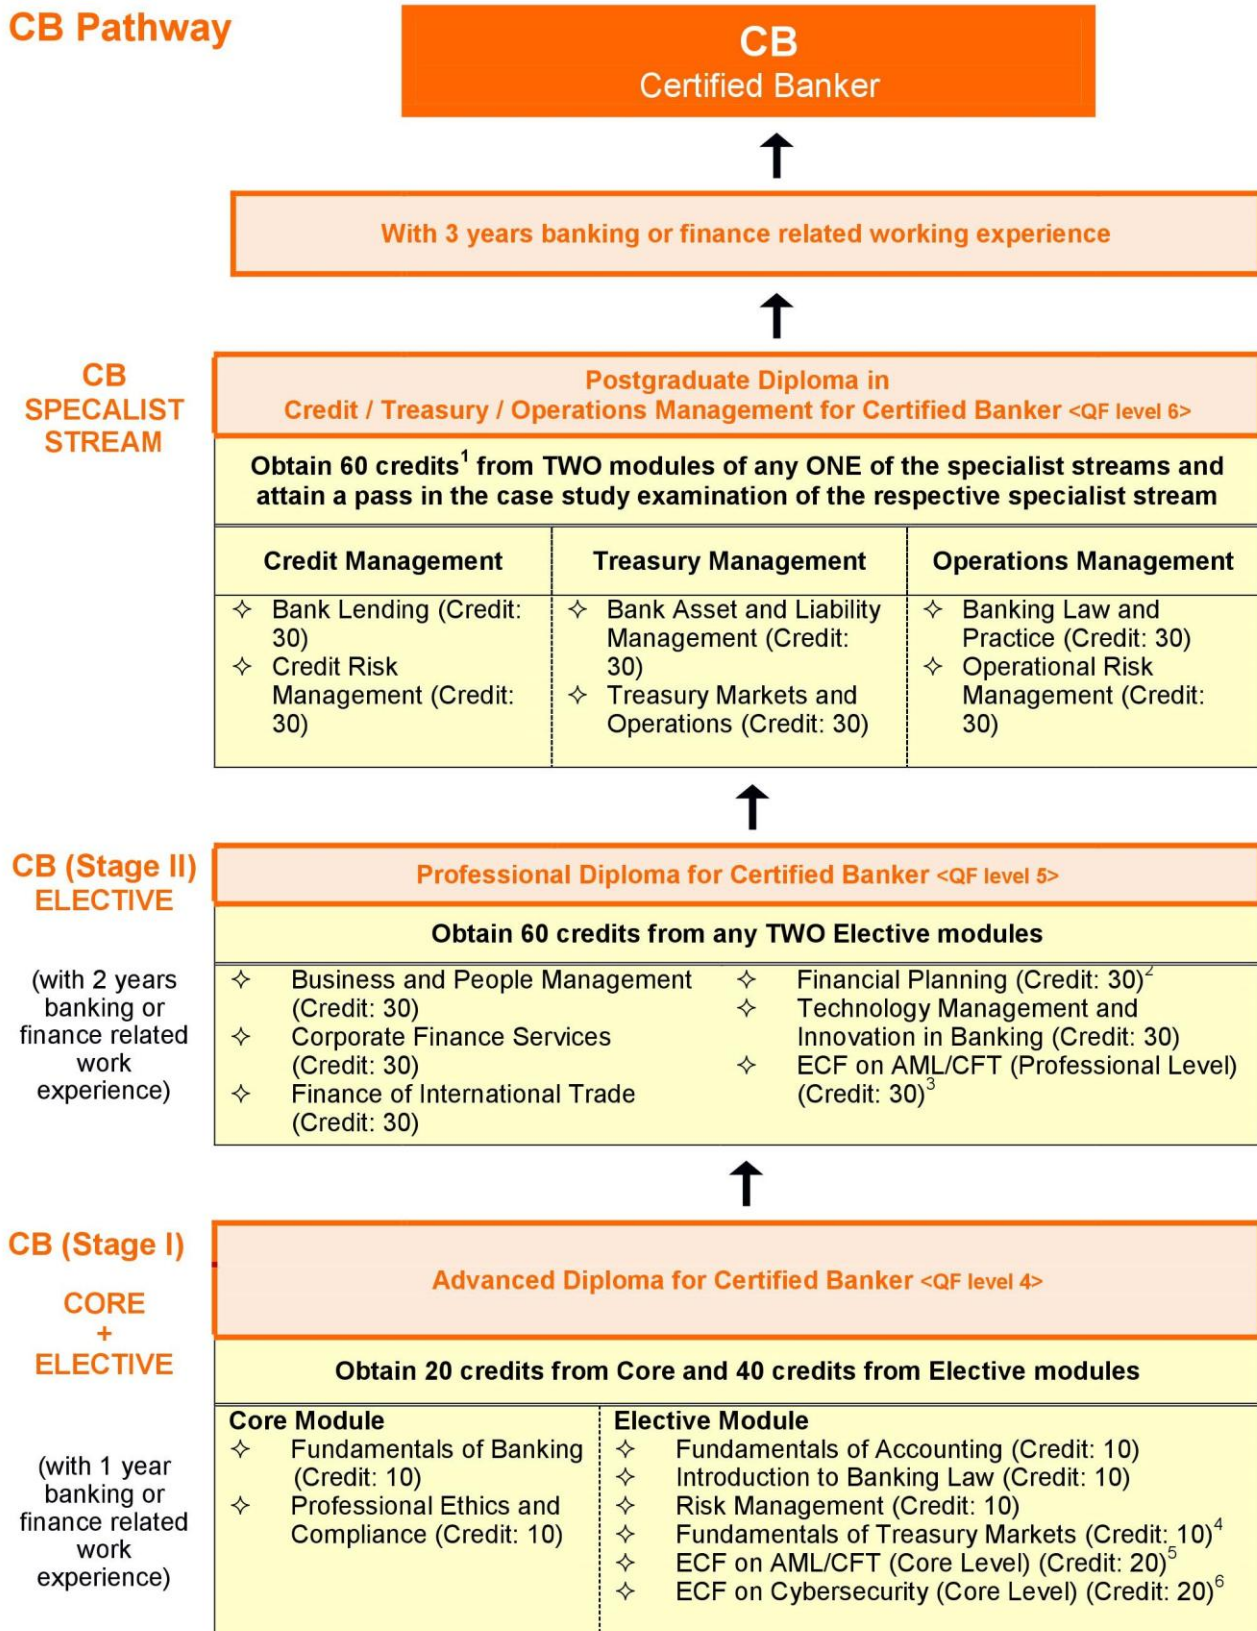 CB Pathway
CB
Certified Banker
With 3 years banking or finance related working experience
CB
SPECALIST
STREAM
Postgraduate Diploma in
Credit / Treasury / Operations Management for Certified Banker <QF level 6>
Obtain 60 credits¹ from TWO modules of any ONE of the specialist streams and
attain a pass in the case study examination of the respective specialist stream
Credit Management
✧ Bank Lending (Credit:
30)
✧ Credit Risk
Management (Credit:
30)
Treasury Management
✧ Bank Asset and Liability
Management (Credit:
30)
✧ Treasury Markets and
Operations (Credit: 30)
Operations Management
✧ Banking Law and
Practice (Credit: 30)
✧ Operational Risk
Management (Credit:
30)
CB (Stage II)
ELECTIVE
(with 2 years
banking or
finance related
work
experience)
Professional Diploma for Certified Banker <QF level 5>
Obtain 60 credits from any TWO Elective modules
✧ Business and People Management
(Credit: 30)
✧ Corporate Finance Services
(Credit: 30)
✧ Finance of International Trade
(Credit: 30)
✧ Financial Planning (Credit: 30)²
✧ Technology Management and
Innovation in Banking (Credit: 30)
✧ ECF on AML/CFT (Professional Level)
(Credit: 30)³
CB (Stage I)
CORE
+
ELECTIVE
(with 1 year
banking or
finance related
work
experience)
Advanced Diploma for Certified Banker <QF level 4>
Obtain 20 credits from Core and 40 credits from Elective modules
Core Module
✧ Fundamentals of Banking
(Credit: 10)
✧ Professional Ethics and
Compliance (Credit: 10)
Elective Module
✧ Fundamentals of Accounting (Credit: 10)
✧ Introduction to Banking Law (Credit: 10)
✧ Risk Management (Credit: 10)
✧ Fundamentals of Treasury Markets (Credit: 10)⁴
✧ ECF on AML/CFT (Core Level) (Credit: 20)⁵
✧ ECF on Cybersecurity (Core Level) (Credit: 20)⁶